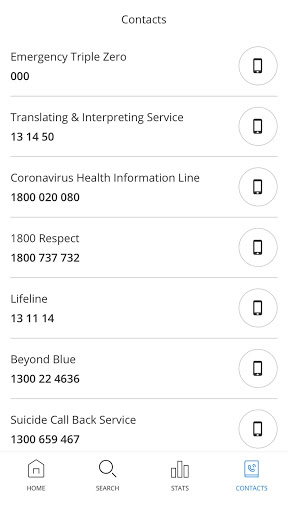 Contacts
Emergency Triple Zero
000
Translating & Interpreting Service
13 14 50
Coronavirus Health Information Line
1800 020 080
1800 Respect
1800 737 732
Lifeline
13 11 14
Beyond Blue
1300 22 4636
Suicide Call Back Service
1300 659 467
HOME SEARCH STATS CONTACTS